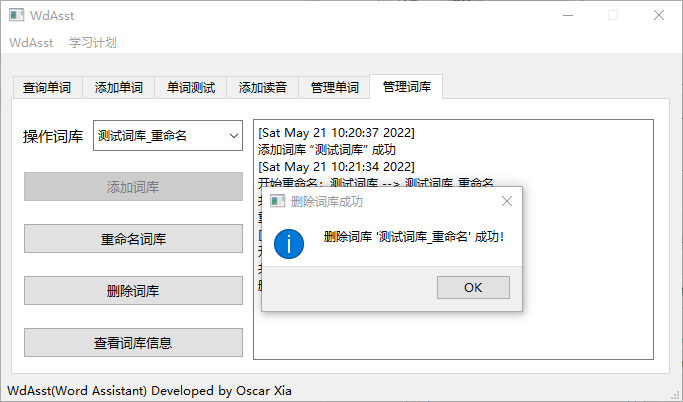 WdAsst
WdAsst 学习计划
查询单词 添加单词 单词测试 添加读音 管理单词 管理词库
操作词库 测试词库_重命名
添加词库
重命名词库
删除词库
查看词库信息
[Sat May 21 10:20:37 2022]
添加词库 “测试词库” 成功
[Sat May 21 10:21:34 2022]
开始重命名：测试词库 --> 测试词库_重命名
删除词库成功
删除词库 '测试词库_重命名' 成功!
OK
WdAsst(Word Assistant) Developed by Oscar Xia